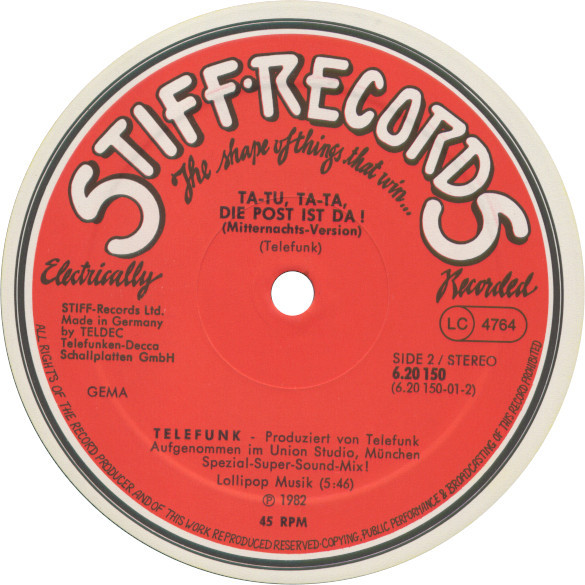 STIFF·RECORDS
The shape of things that win...
TA-TU, TA-TA,
DIE POST IST DA!
(Mitternachts-Version)
(Telefunk)
Electrically
Recorded
STIFF-Records Ltd.
Made in Germany
by TELDEC
Telefunken-Decca
Schallplatten GmbH
GEMA
LC 4764
SIDE 2 / STEREO
6.20 150
(6.20 150-01-2)
TELEFUNK - Produziert von Telefunk
Aufgenommen im Union Studio, München
Spezial-Super-Sound-Mix!
Lollipop Musik (5:46)
℗ 1982
45 RPM
ALL RIGHTS OF THE RECORD PRODUCER AND OF THIS WORK REPRODUCED RESERVED·COPYING, PUBLIC PERFORMANCE & BROADCASTING OF THIS RECORD PROHIBITED